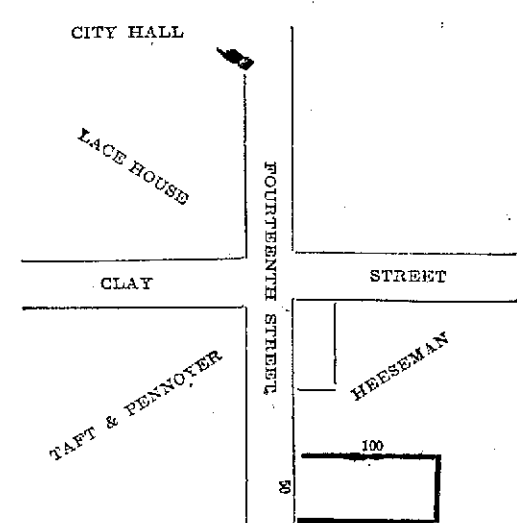 CITY HALL
LACE HOUSE
FOURTEENTH STREET,
CLAY
STREET
TAFT & PENNOYER
HEESEMAN
100
50